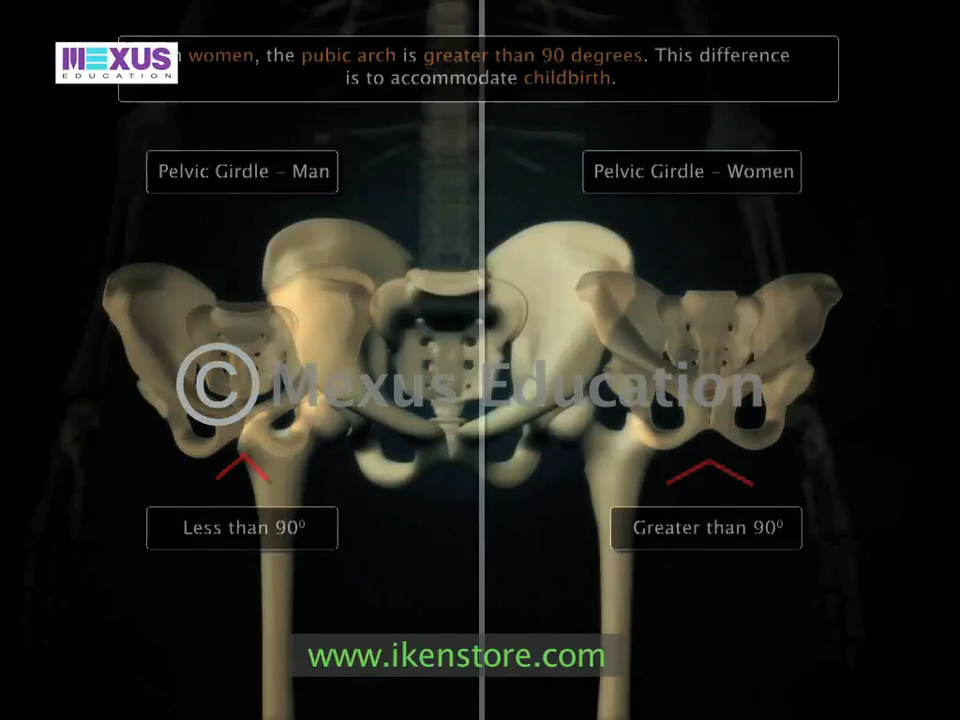 MEXUS
EDUCATION
women, the pubic arch is greater than 90 degrees. This difference
is to accommodate childbirth.
Pelvic Girdle – Man
Pelvic Girdle – Women
© Mexus Education
Less than 90⁰
Greater than 90⁰
www.ikenstore.com